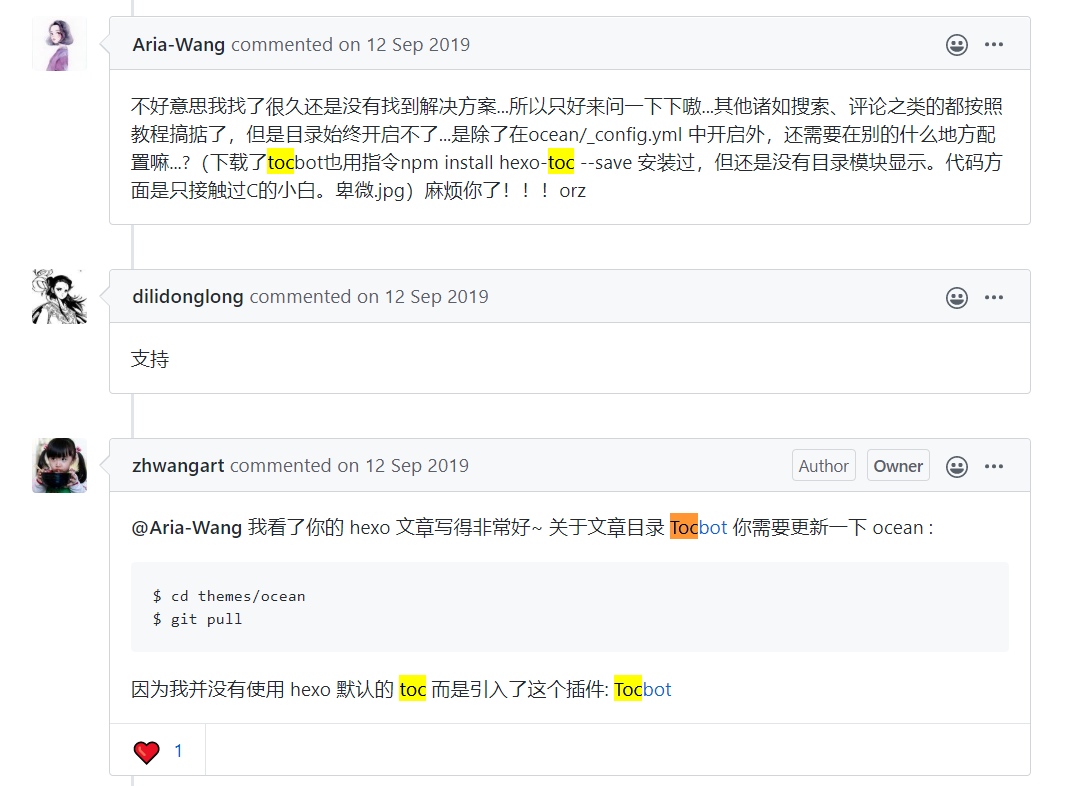 Aria-Wang commented on 12 Sep 2019
不好意思我找了很久还是没有找到解决方案...所以只好来问一下下嗷...其他诸如搜索、评论之类的都按照
教程搞掂了，但是目录始终开启不了...是除了在ocean/_config.yml 中开启外，还需要在别的什么地方配
置嘛...?（下载了tocbot也用指令npm install hexo-toc --save 安装过，但还是没有目录模块显示。代码方
面是只接触过C的小白。卑微.jpg）麻烦你了！！！orz
dilidonglong commented on 12 Sep 2019
支持
zhwangart commented on 12 Sep 2019 Author Owner
@Aria-Wang 我看了你的 hexo 文章写得非常好~ 关于文章目录 Tocbot 你需要更新一下 ocean :
$ cd themes/ocean
$ git pull
因为我并没有使用 hexo 默认的 toc 而是引入了这个插件: Tocbot
1